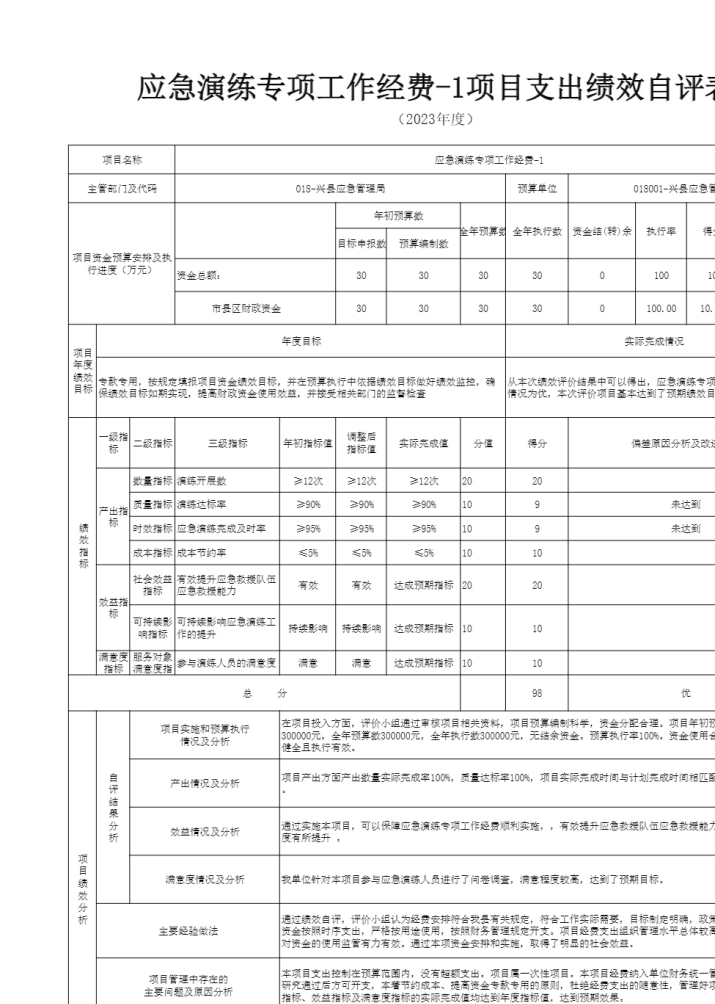 应急演练专项工作经费-1项目支出绩效自评
（2023年度）
项目名称 应急演练专项工作经费-1
主管部门及代码 018-兴县应急管理局 预算单位 018001-兴县应急
项目资金预算安排及执
行进度（万元）
年初预算数 全年预算数 全年执行数 资金结(转)余 执行率
目标申报数 预算编制数
资金总额： 30 30 30 30 0 100
市县区财政资金 30 30 30 30 0 100.00 10.
项目
年度
绩效
目标
年度目标 实际完成情况
专款专用，按规定填报项目资金绩效目标，并在预算执行中依据绩效目标做好绩效监控，确
保绩效目标如期实现，提高财政资金使用效益，并接受相关部门的监督检查
从本次绩效评价结果中可以得出，应急演练专项
情况为优，本次评价项目基本达到了预期绩效目
绩
效
指
标
一级指
标
二级指标 三级指标 年初指标值 调整后
指标值
实际完成值 分值 得分 偏差原因分析及改
产出指
标
数量指标 演练开展数 ≥12次 ≥12次 ≥12次 20 20
质量指标 演练达标率 ≥90% ≥90% ≥90% 10 9 未达到
时效指标 应急演练完成及时率 ≥95% ≥95% ≥95% 10 9 未达到
成本指标 成本节约率 ≤5% ≤5% ≤5% 10 10
效益指
标
社会效益
指标
有效提升应急救援队伍
应急救援能力
有效 有效 达成预期指标 20 20
可持续影
响指标
可持续影响应急演练工
作的提升
持续影响 持续影响 达成预期指标 10 10
满意度
指标
服务对象
满意度指
参与演练人员的满意度 满意 满意 达成预期指标 10 10
总 分 98 优
项
目
绩
效
分
析
自
评
结
果
分
析
项目实施和预算执行
情况及分析
在项目投入方面，评价小组通过审核项目相关资料，项目预算编制科学，资金分配合理。项目年初预
300000元，全年预算数300000元，全年执行数300000元，无结余资金。预算执行率100%，资金使用
健全且执行有效。
产出情况及分析
项目产出方面产出数量实际完成率100%，质量达标率100%，项目实际完成时间与计划完成时间相匹
。
效益情况及分析
通过实施本项目，可以保障应急演练专项工作经费顺利实施，，有效提升应急救援队伍应急救援能
度有所提升 。
满意度情况及分析
我单位针对本项目参与应急演练人员进行了问卷调查，满意程度较高，达到了预期目标。
主要经验做法
通过绩效自评，评价小组认为经费安排符合我县有关规定，符合工作实际需要，目标制定明确，政
资金按照时序支出，严格按用途使用，按照财务管理规定开支。项目经费支出组织管理水平总体较
对资金的使用监管有力有效。通过本项资金安排和实施，取得了明显的社会效益。
项目管理中存在的
主要问题及原因分析
本项目支出控制在预算范围内，没有超额支出。项目属一次性项目。本项目经费纳入单位财务统一
研究通过后方可开支，本着节约成本、提高资金专款专用的原则，杜绝经费支出的随意性，管理好
指标、效益指标及满意度指标的实际完成值均达到年度指标值，达到预期效果。